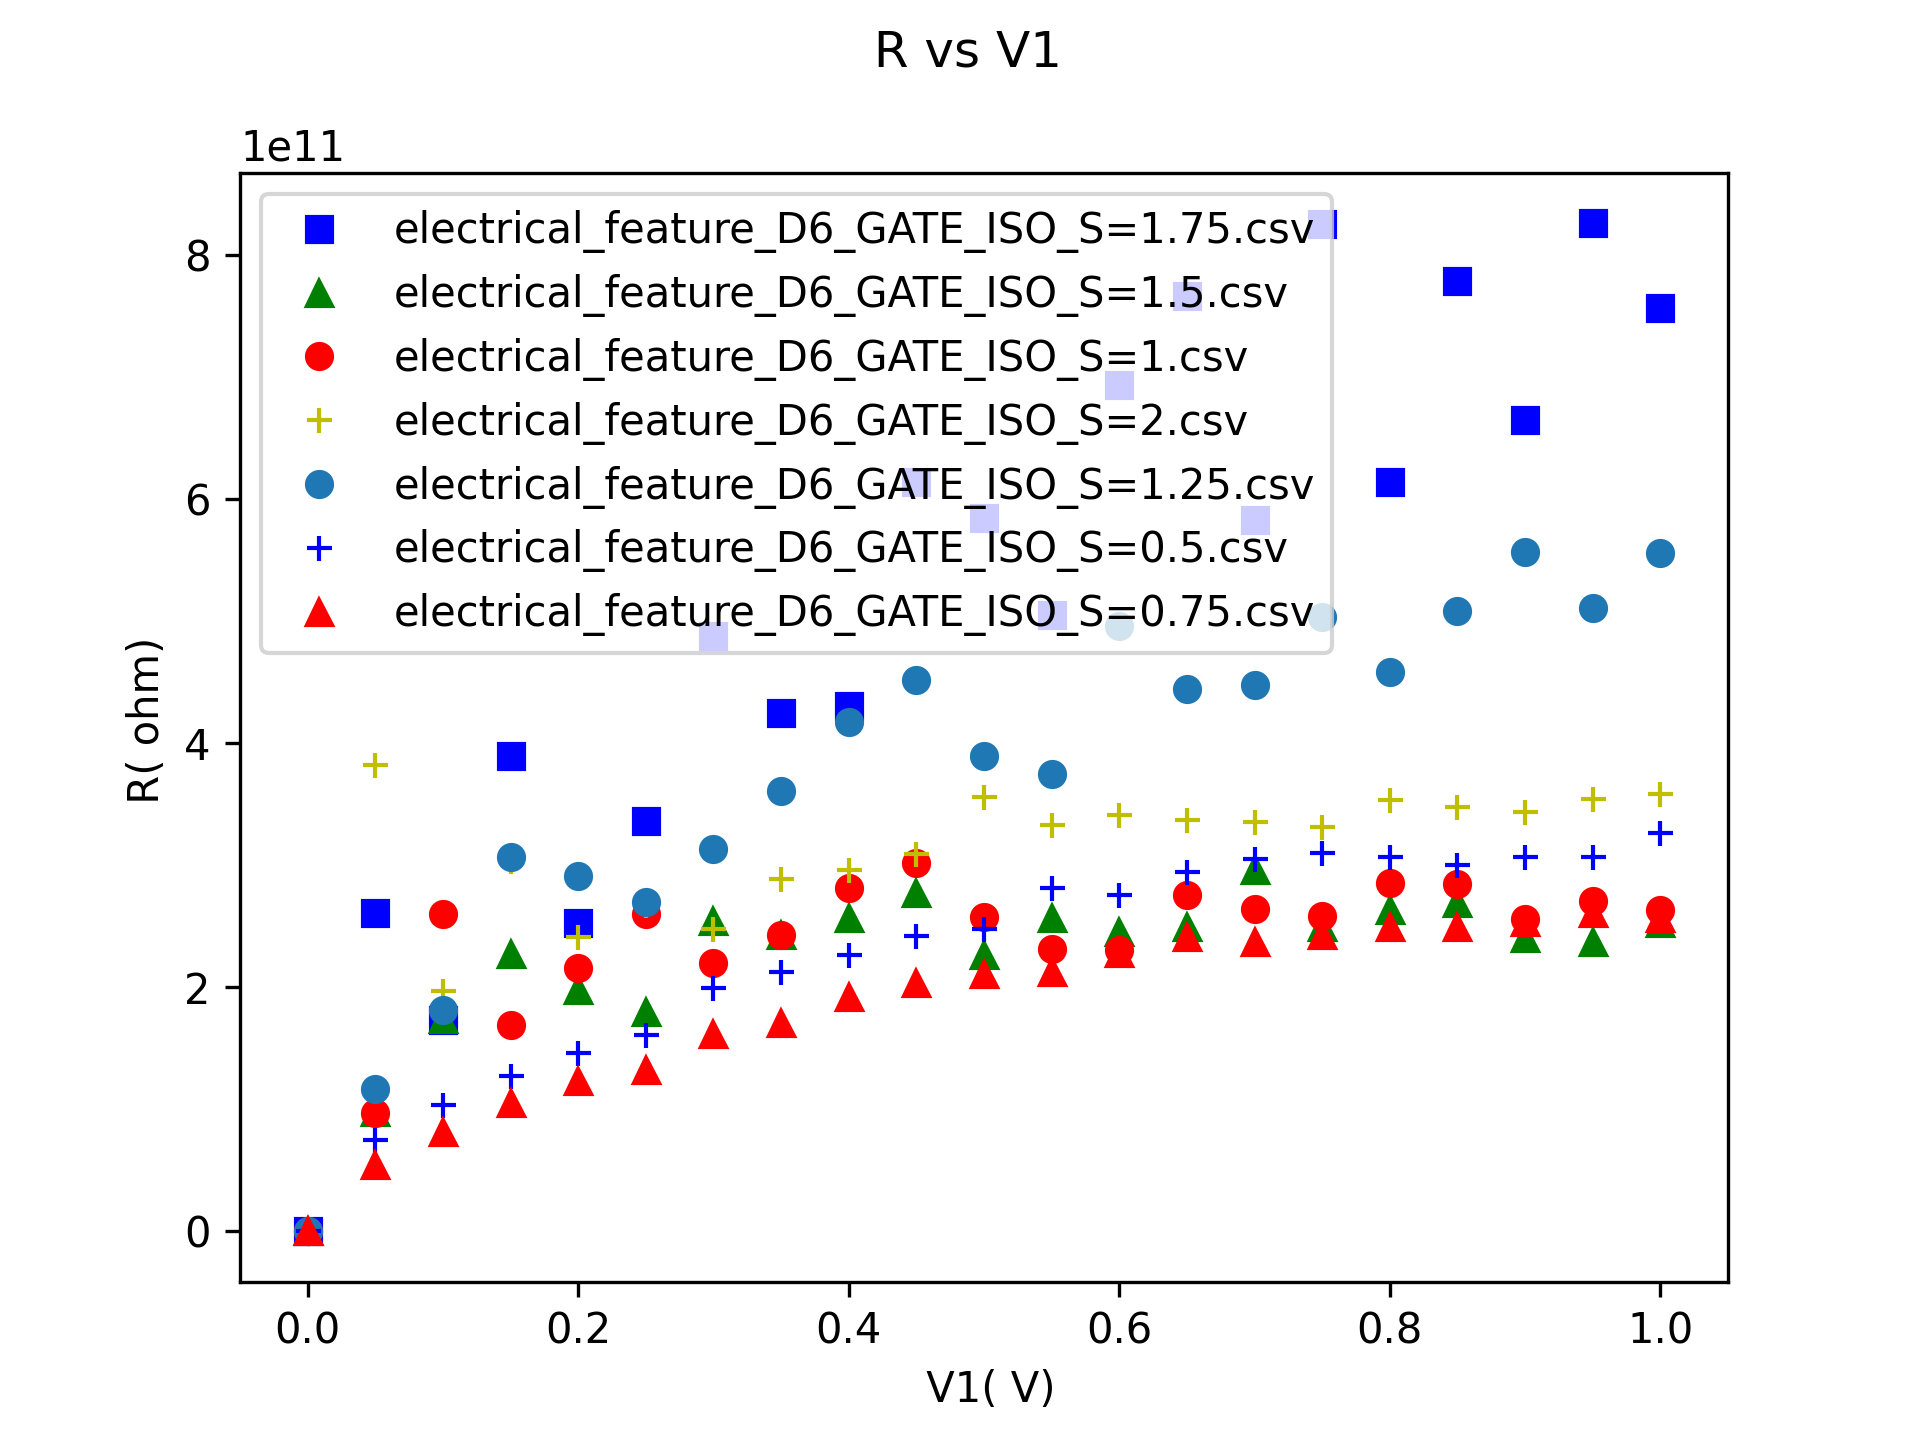 R vs V1
1e11
electrical_feature_D6_GATE_ISO_S=1.75.csv
electrical_feature_D6_GATE_ISO_S=1.5.csv
electrical_feature_D6_GATE_ISO_S=1.csv
electrical_feature_D6_GATE_ISO_S=2.csv
electrical_feature_D6_GATE_ISO_S=1.25.csv
electrical_feature_D6_GATE_ISO_S=0.5.csv
electrical_feature_D6_GATE_ISO_S=0.75.csv
8
6
4
2
0
R( ohm)
0.0 0.2 0.4 0.6 0.8 1.0
V1( V)